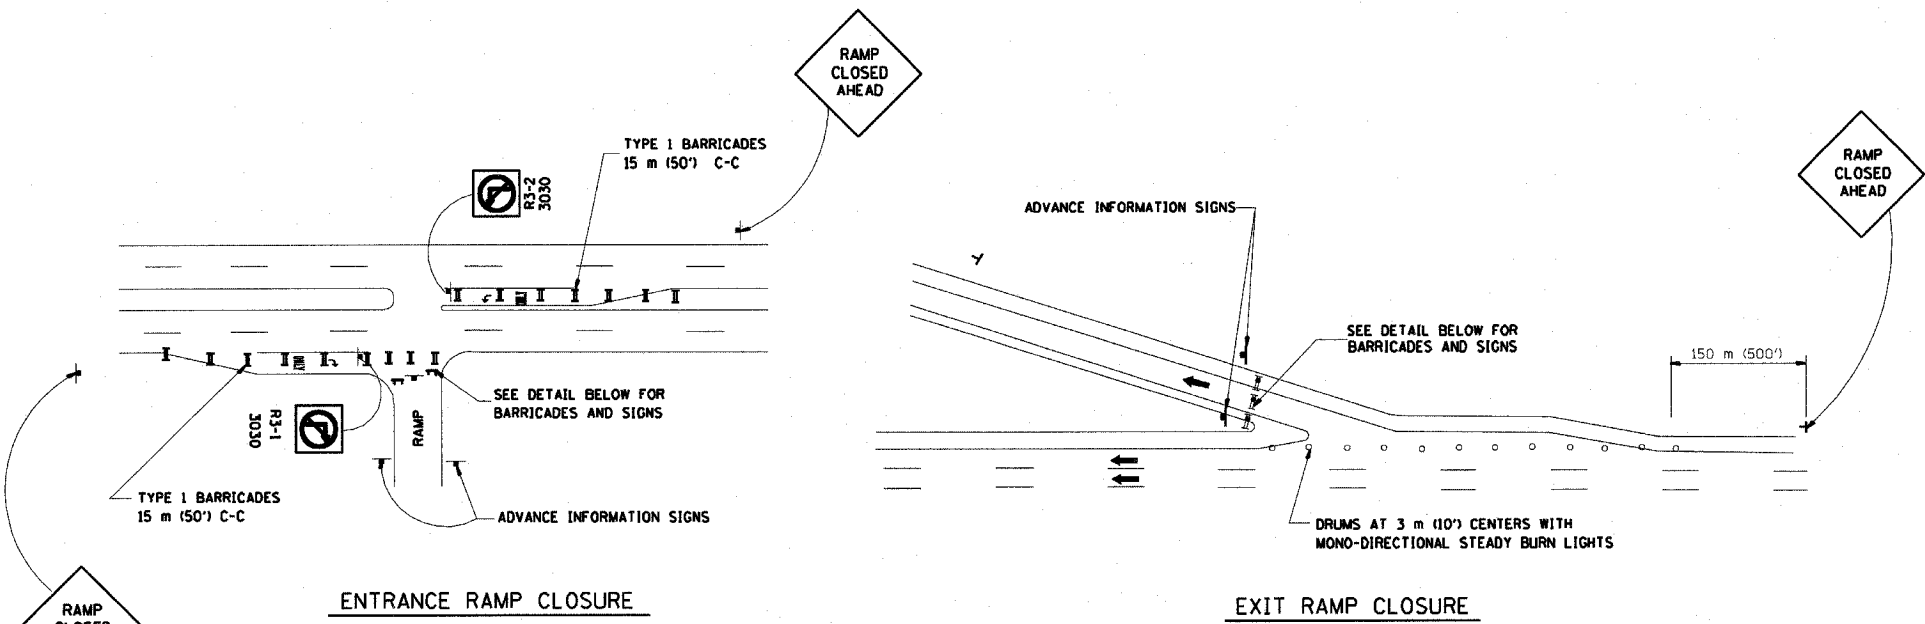 RAMP
CLOSED
AHEAD
TYPE 1 BARRICADES
15 m (50') C-C
R3-2
3030
ONLY
SEE DETAIL BELOW FOR
BARRICADES AND SIGNS
R3-1
3030
RAMP
TYPE 1 BARRICADES
15 m (50') C-C
ADVANCE INFORMATION SIGNS
RAMP
CLOSED
ENTRANCE RAMP CLOSURE
RAMP
CLOSED
AHEAD
ADVANCE INFORMATION SIGNS
SEE DETAIL BELOW FOR
BARRICADES AND SIGNS
150 m (500')
DRUMS AT 3 m (10') CENTERS WITH
MONO-DIRECTIONAL STEADY BURN LIGHTS
EXIT RAMP CLOSURE